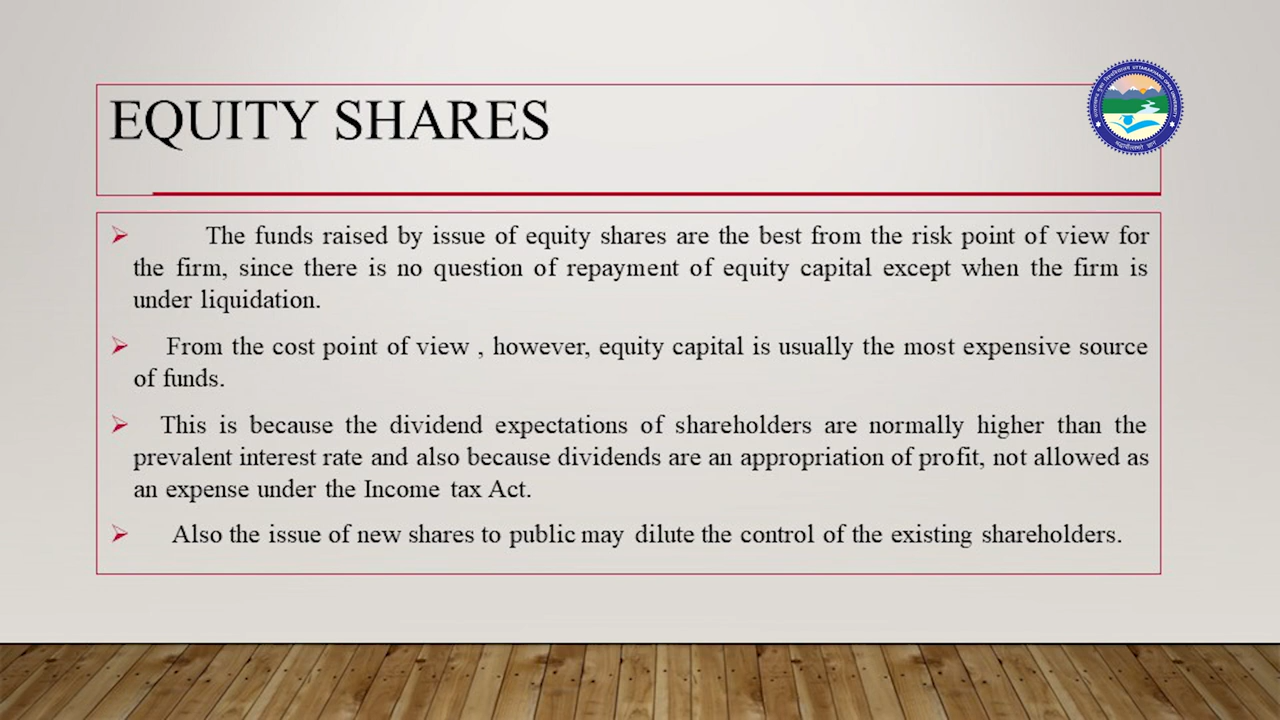 EQUITY SHARES
UTTARAKHAND OPEN UNIVERSITY
➢ The funds raised by issue of equity shares are the best from the risk point of view for
the firm, since there is no question of repayment of equity capital except when the firm is
under liquidation.
➢ From the cost point of view , however, equity capital is usually the most expensive source
of funds.
➢ This is because the dividend expectations of shareholders are normally higher than the
prevalent interest rate and also because dividends are an appropriation of profit, not allowed as
an expense under the Income tax Act.
➢ Also the issue of new shares to public may dilute the control of the existing shareholders.